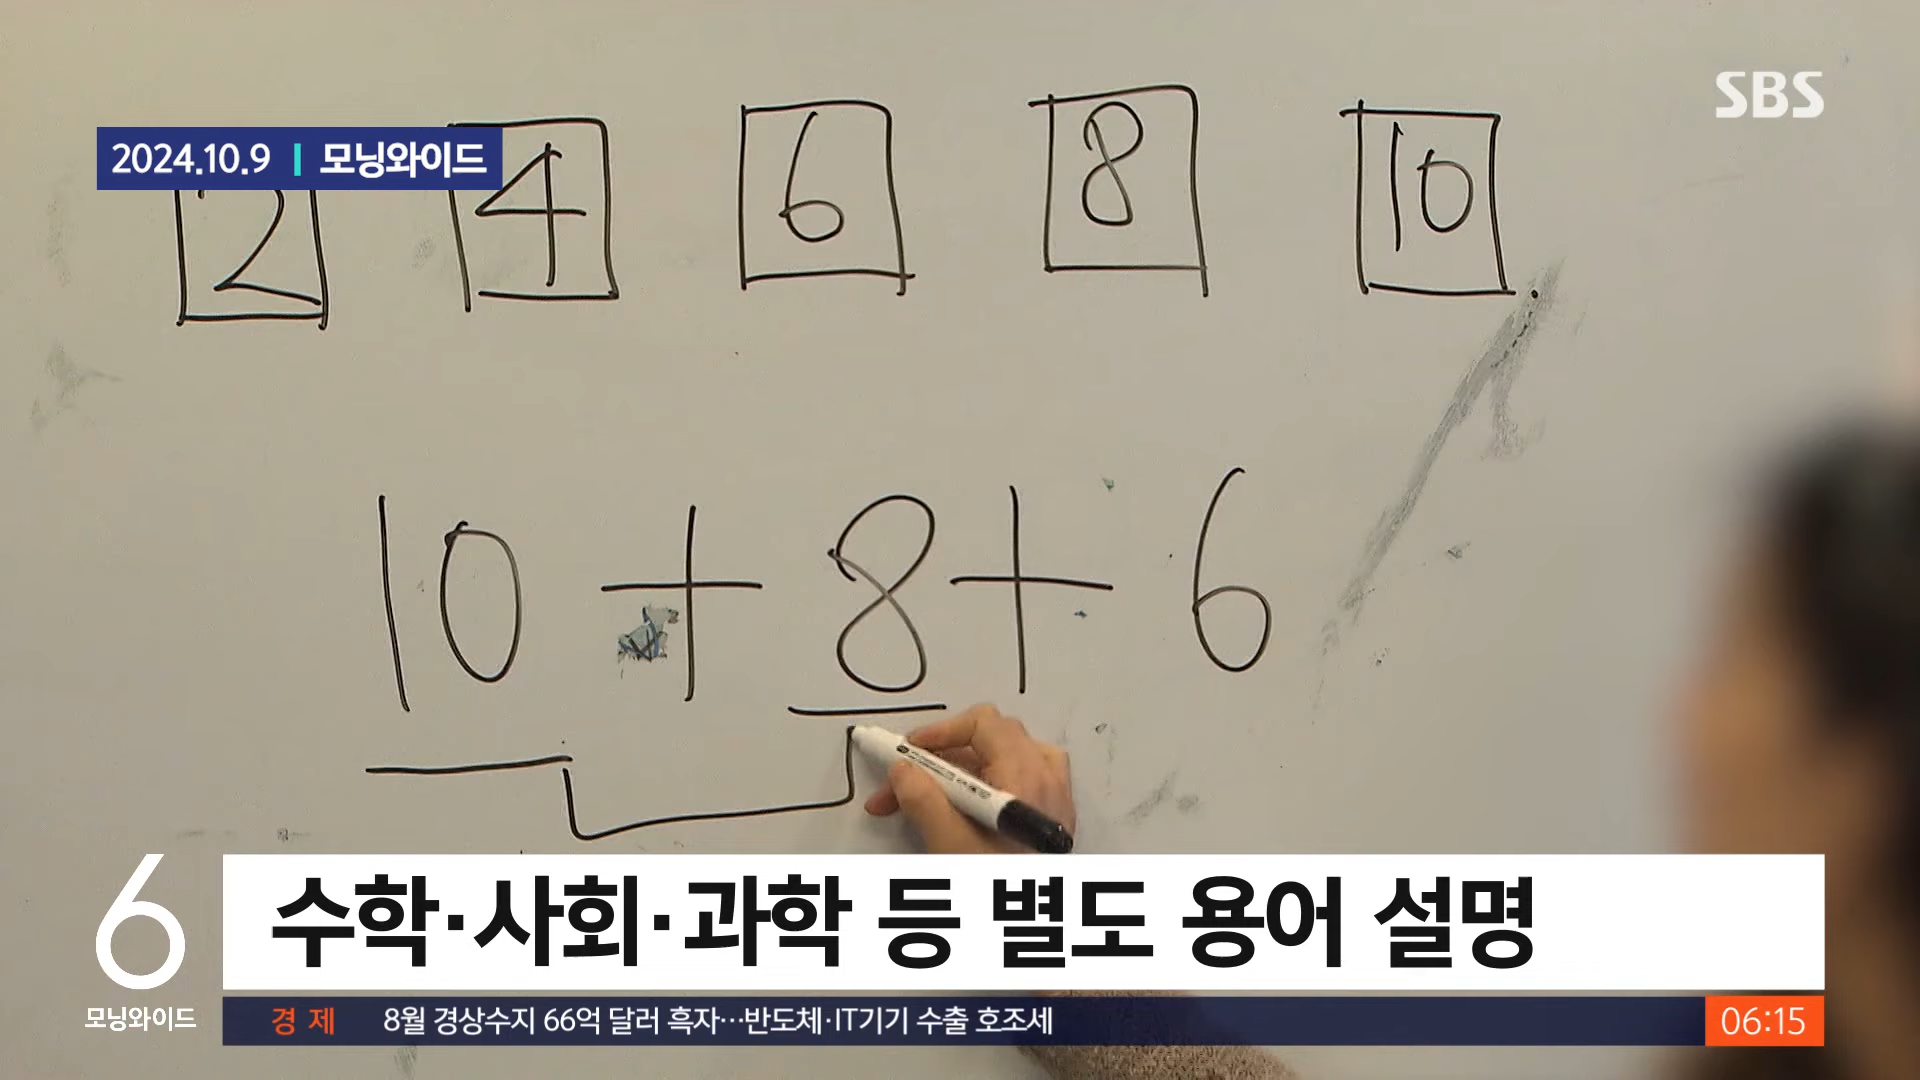 SBS
2024.10.9 | 모닝와이드
2 4 6 8 10
10 + 8 + 6
6 수학·사회·과학 등 별도 용어 설명
모닝와이드 경제 8월 경상수지 66억 달러 흑자…반도체·IT기기 수출 호조세 06:15